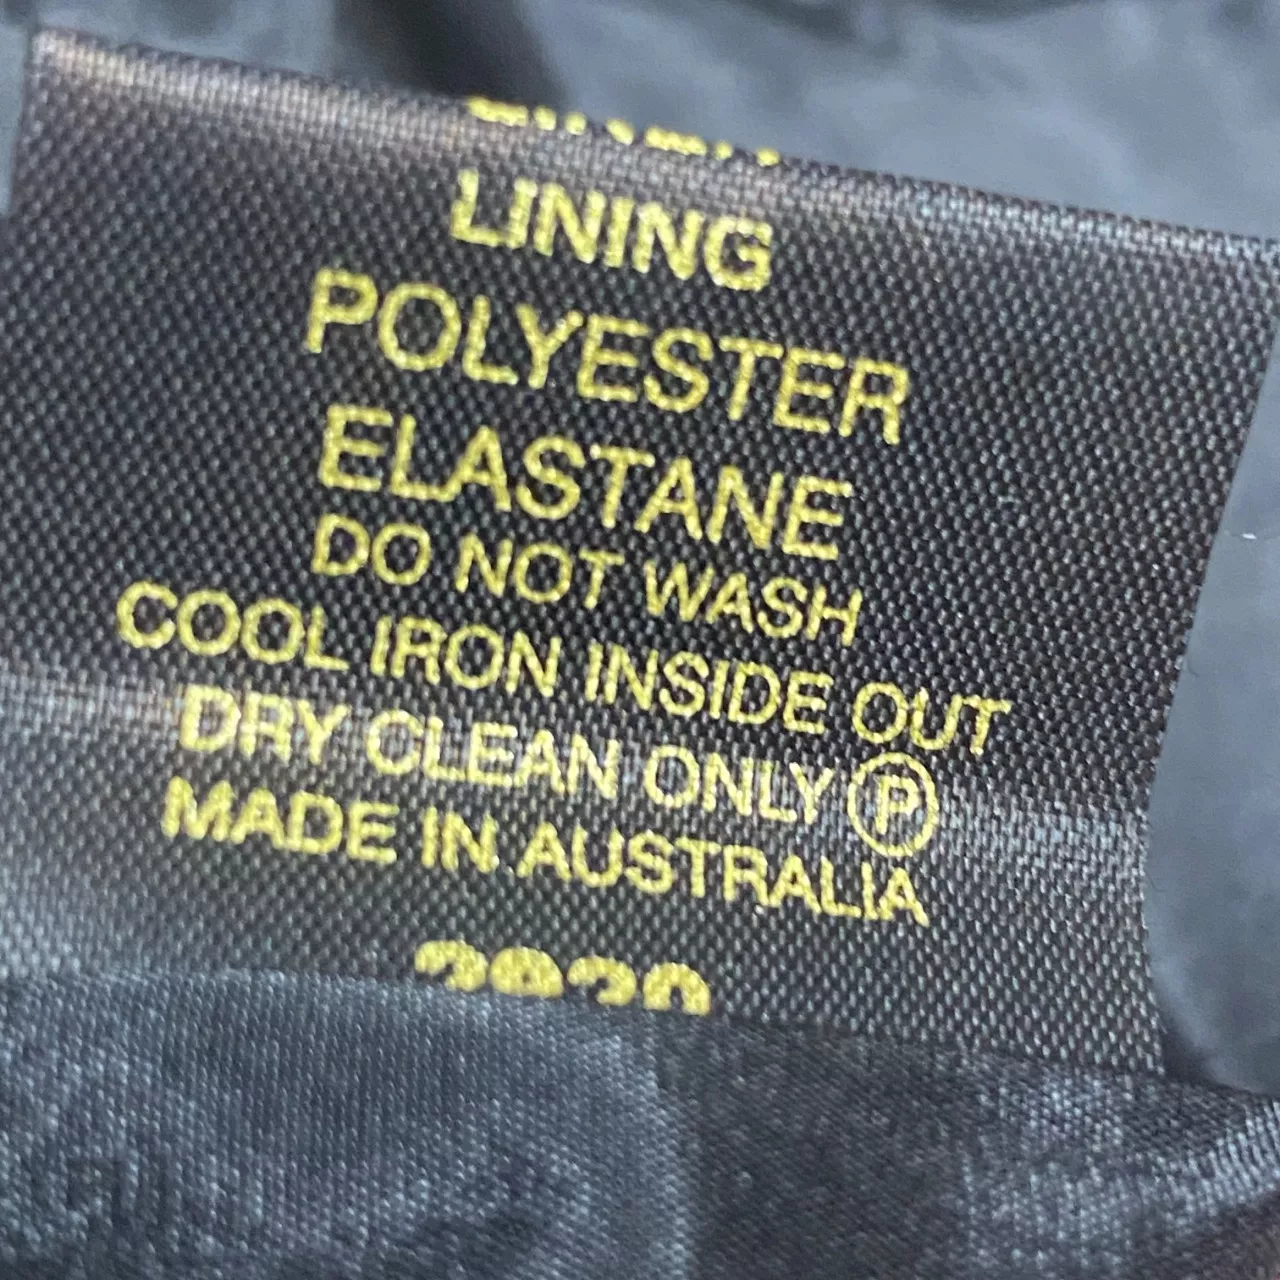 LINING
POLYESTER
ELASTANE
DO NOT WASH
COOL IRON INSIDE OUT
DRY CLEAN ONLY Ⓟ
MADE IN AUSTRALIA